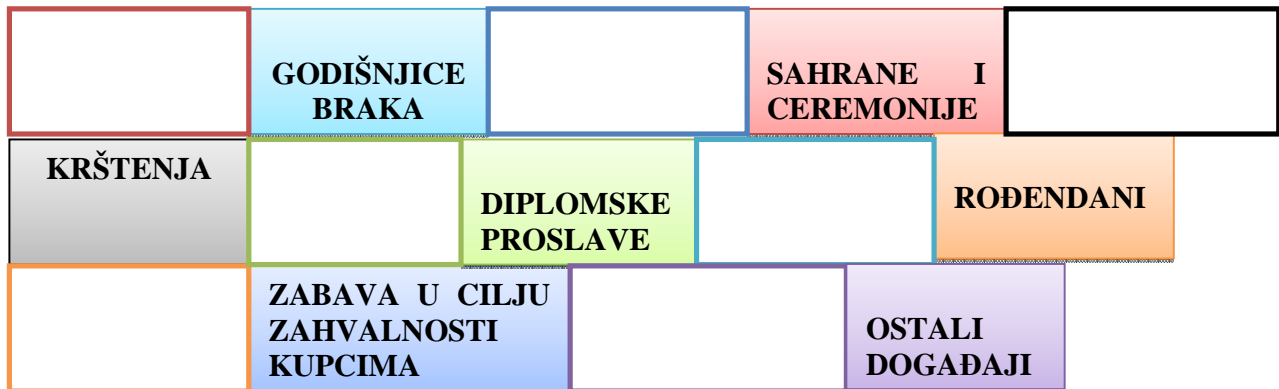 GODIŠNJICE
BRAKA
SAHRANE I
CEREMONIJE
KRŠTENJA
DIPLOMSKE
PROSLAVE
ROĐENDANI
ZABAVA U CILJU
ZAHVALNOSTI
KUPCIMA
OSTALI
DOGAĐAJI